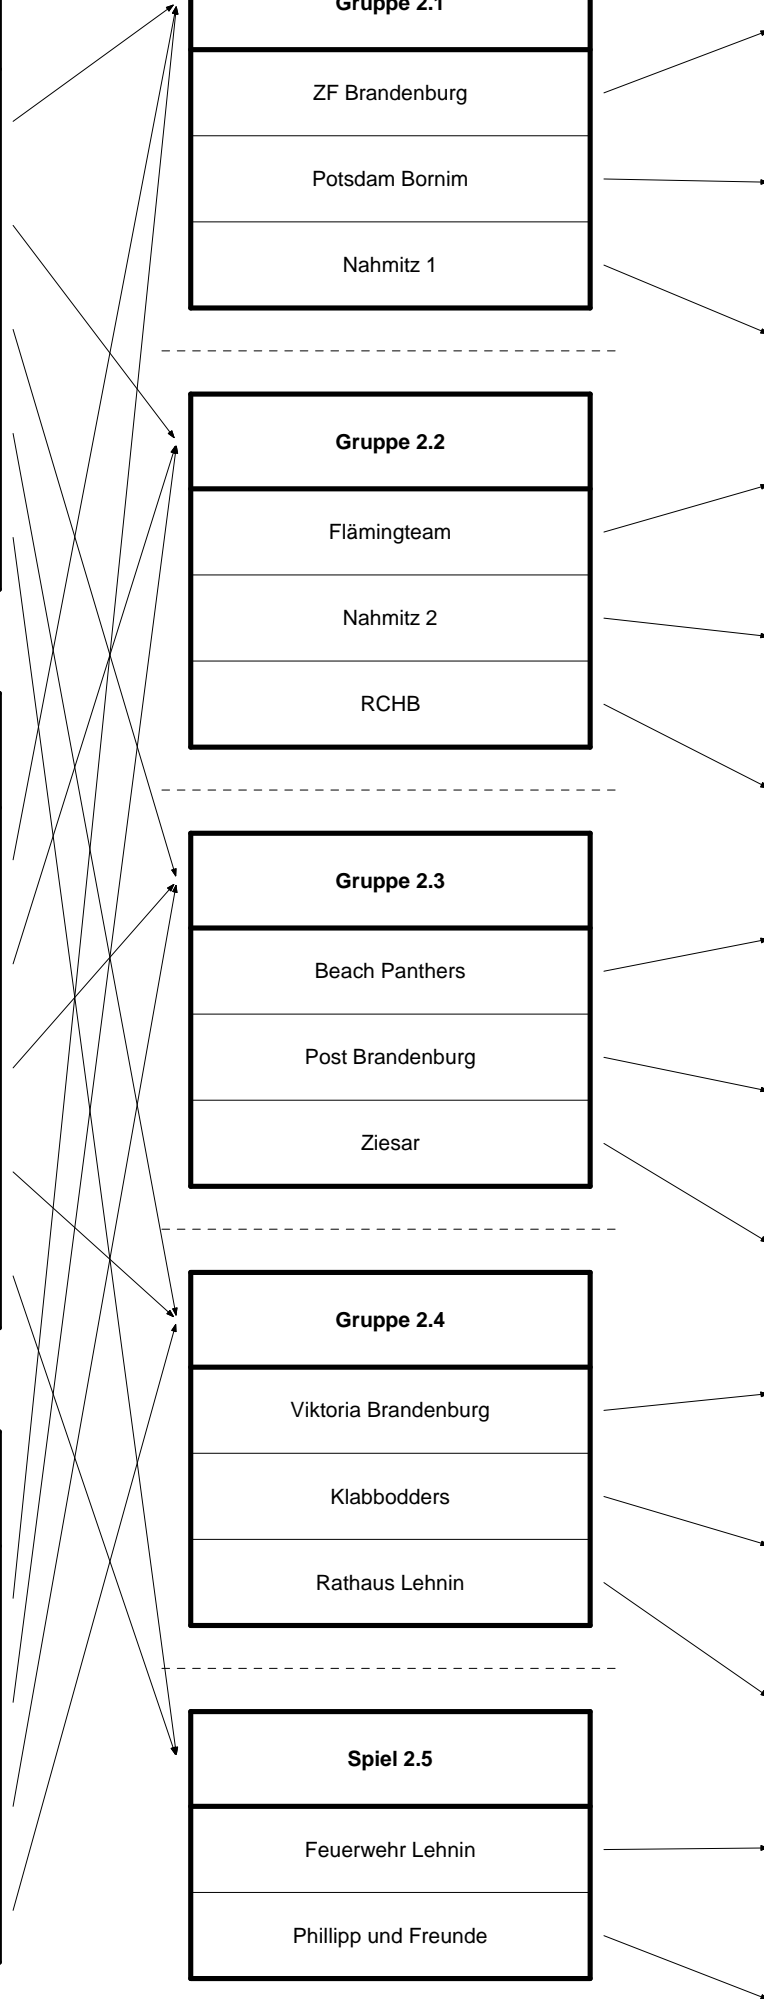 Gruppe 2.1
ZF Brandenburg
Potsdam Bornim
Nahmitz 1
Gruppe 2.2
Flämingteam
Nahmitz 2
RCHB
Gruppe 2.3
Beach Panthers
Post Brandenburg
Ziesar
Gruppe 2.4
Viktoria Brandenburg
Klabbodders
Rathaus Lehnin
Spiel 2.5
Feuerwehr Lehnin
Phillipp und Freunde